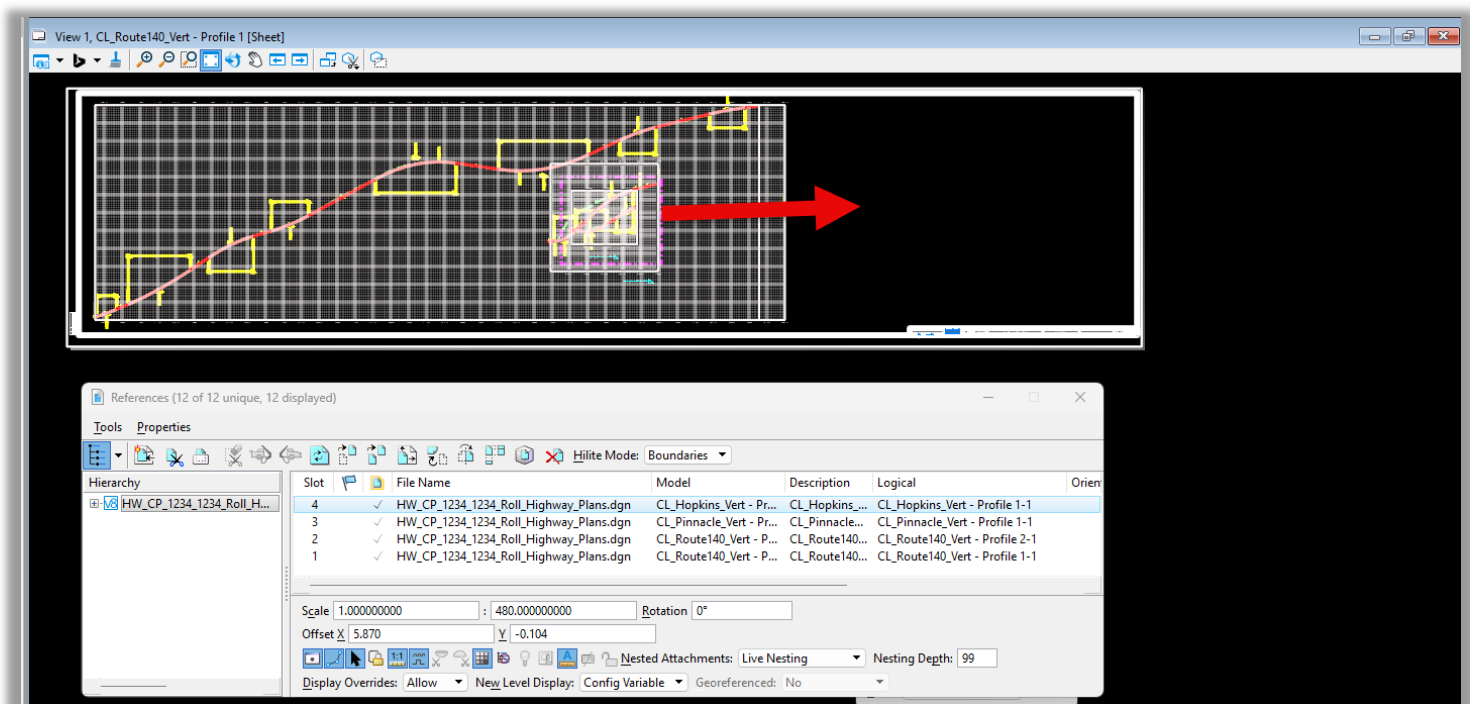 View 1, CL_Route140_Vert - Profile 1 [Sheet]
References (12 of 12 unique, 12 displayed)
Tools Properties
Hilite Mode: Boundaries
Hierarchy Slot File Name Model Description Logical Orien
HW_CP_1234_1234_Roll_H...
4 HW_CP_1234_1234_Roll_Highway_Plans.dgn CL_Hopkins_Vert - Pr... CL_Hopkins_... CL_Hopkins_Vert - Profile 1-1
3 HW_CP_1234_1234_Roll_Highway_Plans.dgn CL_Pinnacle_Vert - Pr... CL_Pinnacle... CL_Pinnacle_Vert - Profile 1-1
2 HW_CP_1234_1234_Roll_Highway_Plans.dgn CL_Route140_Vert - P... CL_Route140... CL_Route140_Vert - Profile 2-1
1 HW_CP_1234_1234_Roll_Highway_Plans.dgn CL_Route140_Vert - P... CL_Route140... CL_Route140_Vert - Profile 1-1
Scale 1.000000000 : 480.000000000 Rotation 0°
Offset X 5.870 Y -0.104
1:1 A Nested Attachments: Live Nesting Nesting Depth: 99
Display Overrides: Allow New Level Display: Config Variable Georeferenced: No